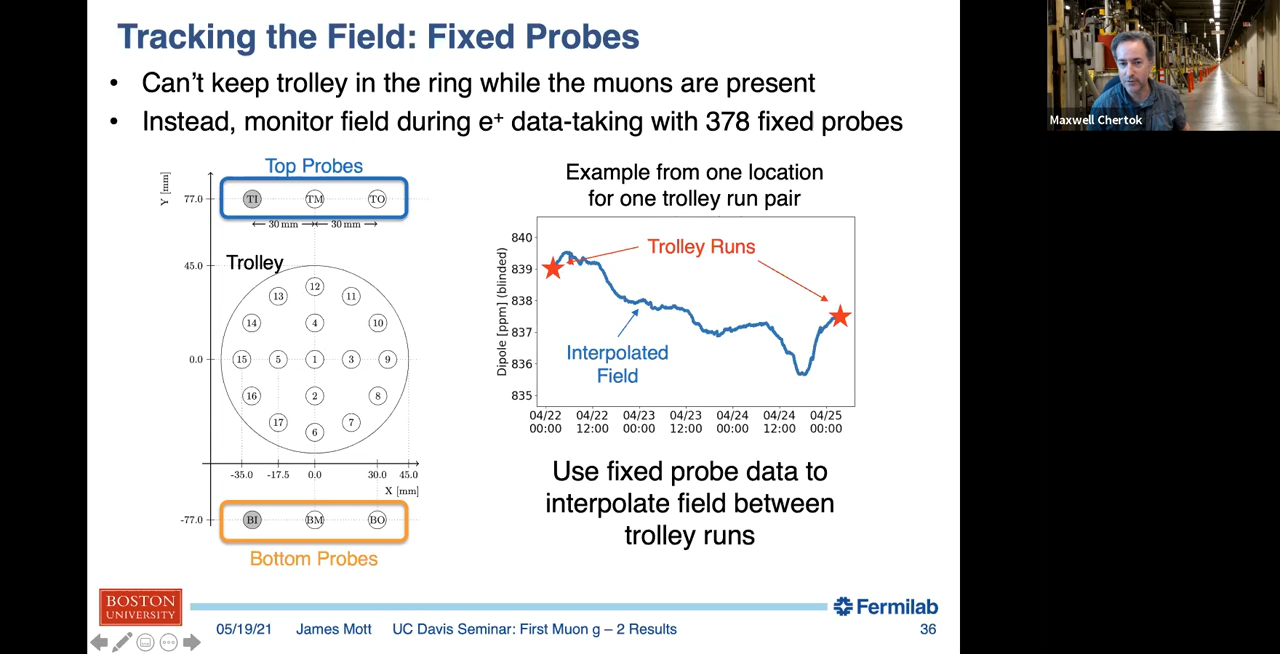 Tracking the Field: Fixed Probes
• Can't keep trolley in the ring while the muons are present
• Instead, monitor field during e⁺ data-taking with 378 fixed probes
Top Probes
Y [mm]
77.0
TI TM TO
30 mm 30 mm
45.0
Trolley
12
13 11
14 4 10
0.0
15 5 1 3 9
16 2 8
17 7
6
-35.0 -17.5 0.0 30.0 45.0
X [mm]
-77.0
BI BM BO
Bottom Probes
Example from one location
for one trolley run pair
Dipole [ppm] (blinded)
840
839
838
837
836
835
Trolley Runs
Interpolated
Field
04/22 04/22 04/23 04/23 04/24 04/24 04/25
00:00 12:00 00:00 12:00 00:00 12:00 00:00
Use fixed probe data to
interpolate field between
trolley runs
BOSTON
UNIVERSITY
Fermilab
05/19/21 James Mott UC Davis Seminar: First Muon g – 2 Results 36
Maxwell Chertok